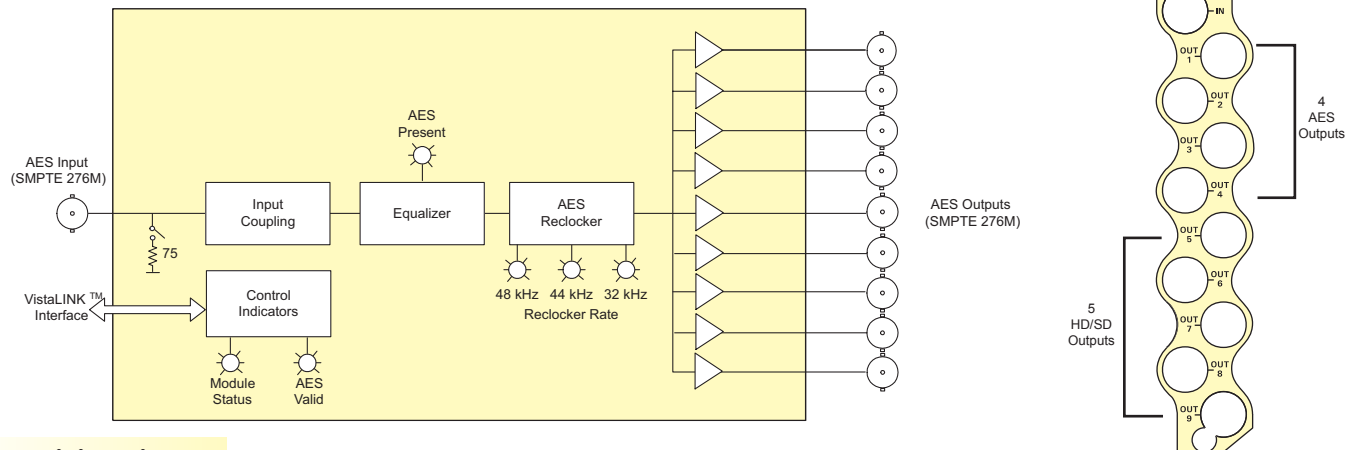 AES Input
(SMPTE 276M)
75
VistaLINK ™
Interface
Input
Coupling
AES
Present
Equalizer
AES
Reclocker
48 kHz
44 kHz
32 kHz
Reclocker Rate
Control
Indicators
Module
Status
AES
Valid
AES Outputs
(SMPTE 276M)
IN
OUT
1
OUT
2
OUT
3
OUT
4
OUT
5
OUT
6
OUT
7
OUT
8
OUT
9
4
AES
Outputs
5
HD/SD
Outputs